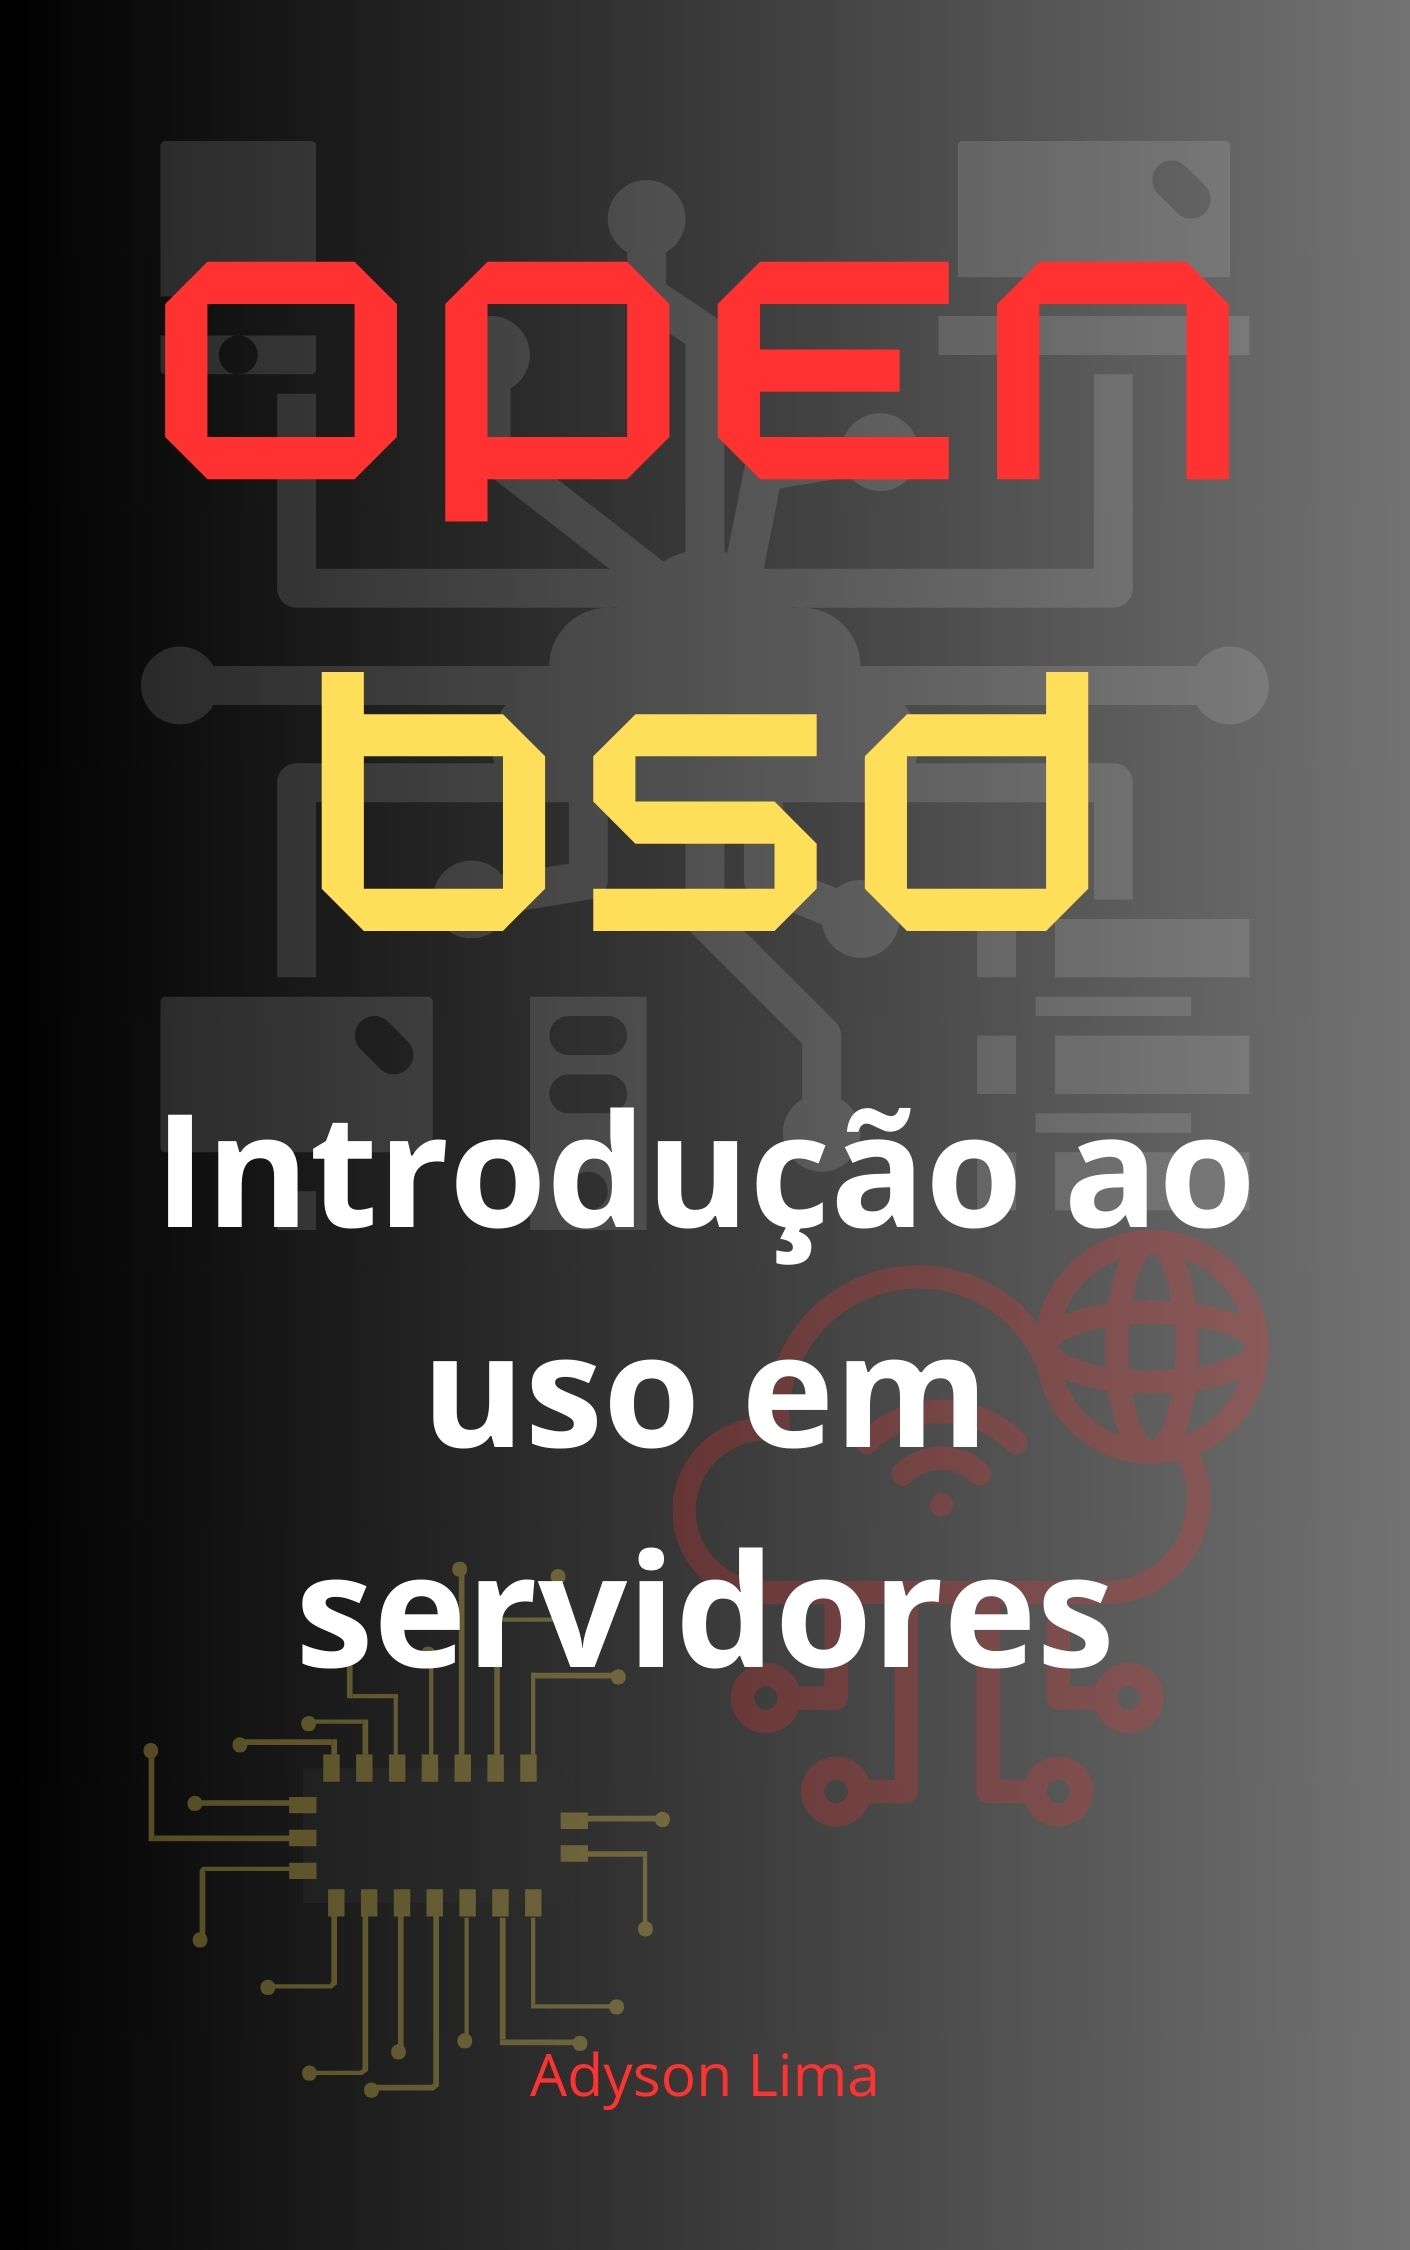 open
bsd
Introdução ao
uso em
servidores
Adyson Lima